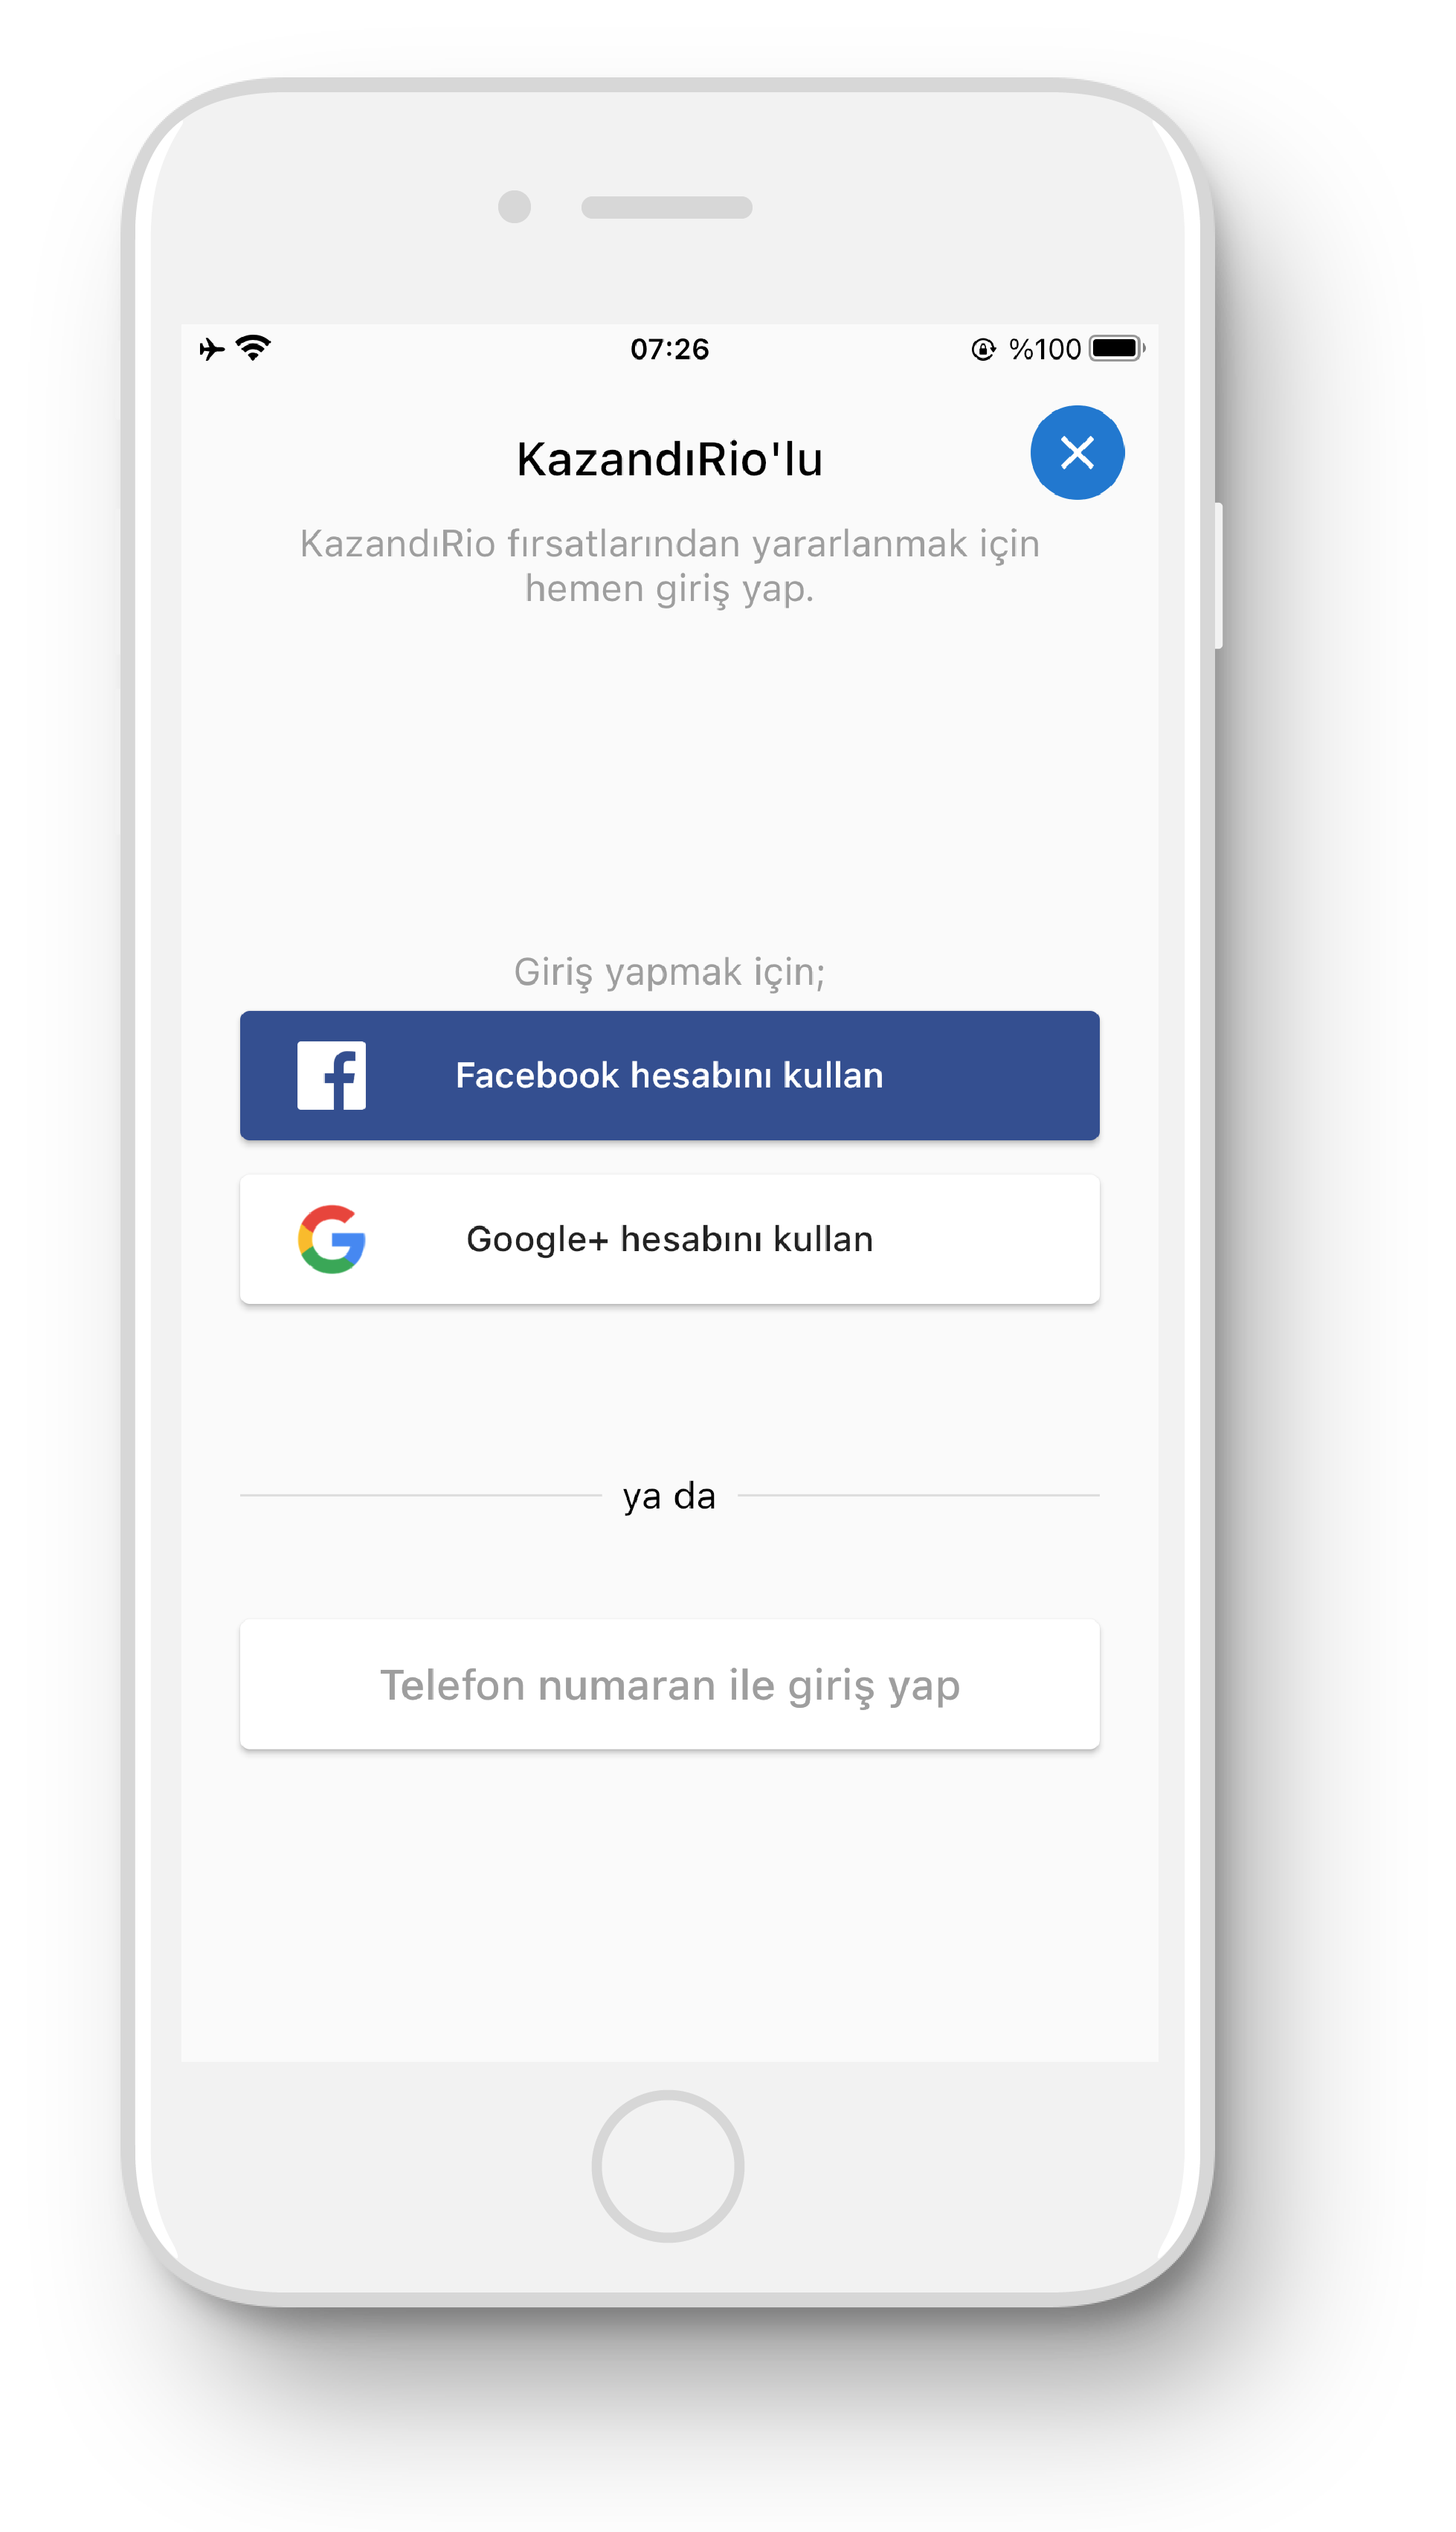 07:26
%100
KazandıRio'lu
KazandıRio fırsatlarından yararlanmak için
hemen giriş yap.
Giriş yapmak için;
Facebook hesabını kullan
Google+ hesabını kullan
ya da
Telefon numaran ile giriş yap